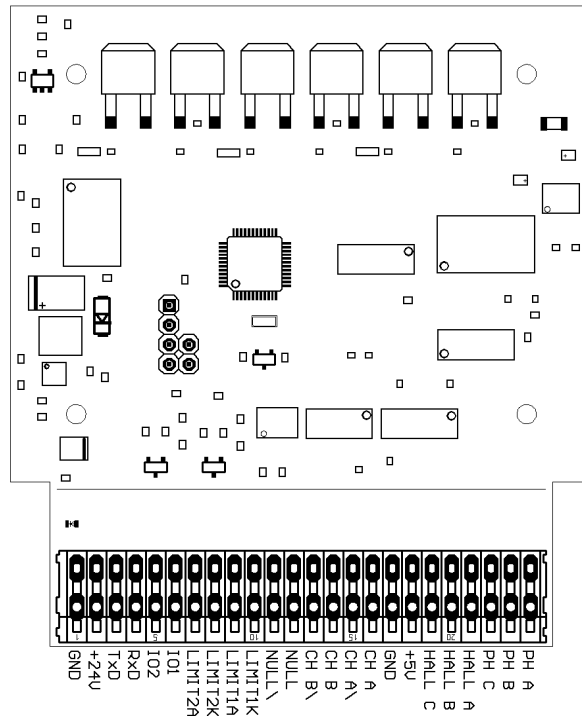 +
1
5
10
15
20
GND
+24V
TxD
RxD
IO2
IO1
LIMIT2A
LIMIT2K
LIMIT1A
LIMIT1K
NULL\
NULL
CH B\
CH B
CH A\
CH A
GND
+5V
HALL C
HALL B
HALL A
PH C
PH B
PH A